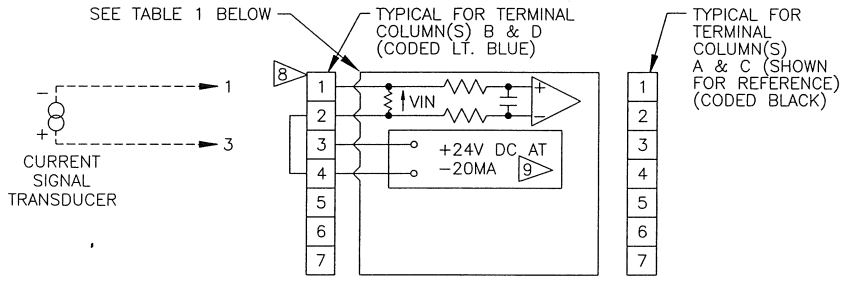 SEE TABLE 1 BELOW
TYPICAL FOR TERMINAL
COLUMN(S) B & D
(CODED LT. BLUE)
TYPICAL FOR
TERMINAL
COLUMN(S)
A & C (SHOWN
FOR REFERENCE)
(CODED BLACK)
8
1
2
3
4
5
6
7
−
+
1
3
CURRENT
SIGNAL
TRANSDUCER
VIN
+
−
+24V DC AT
−20MA
9
1
2
3
4
5
6
7